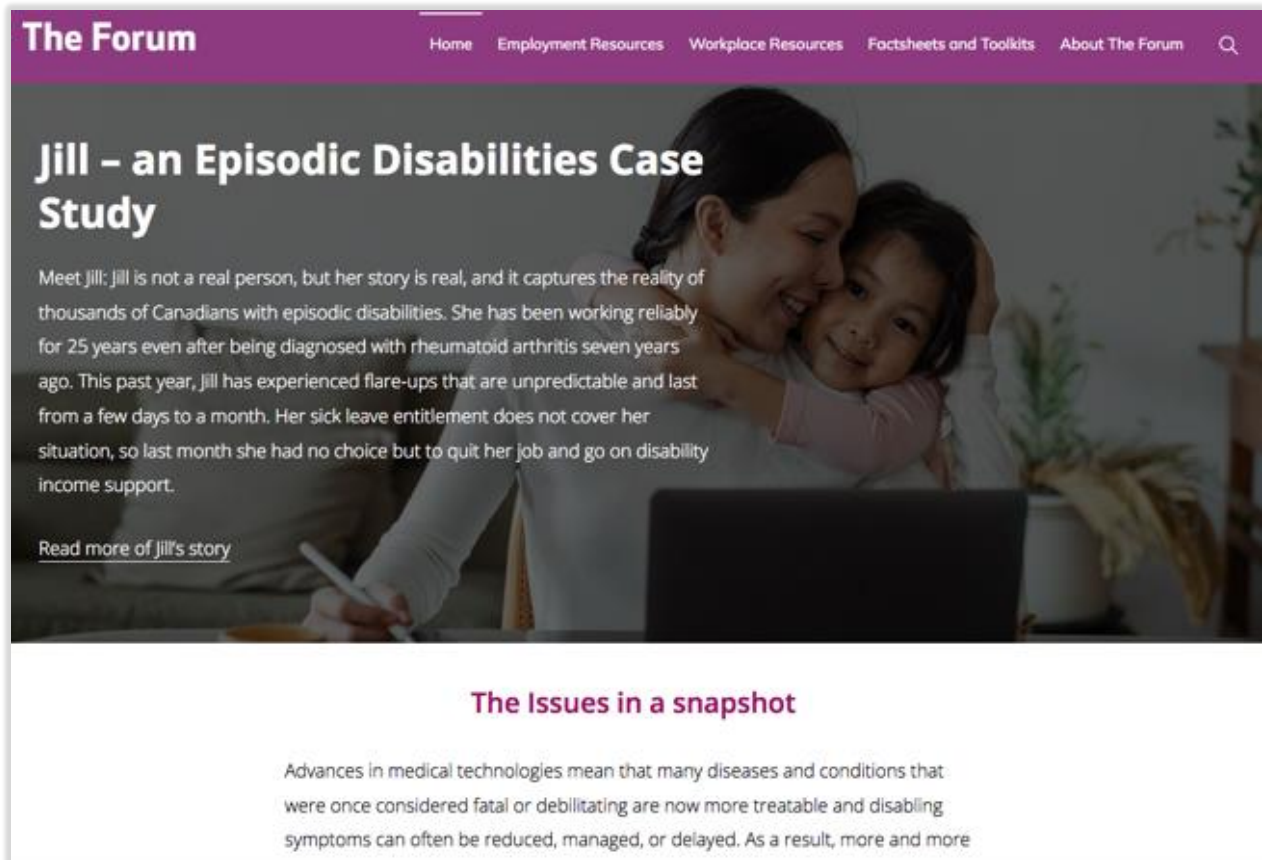 The Forum
Home Employment Resources Workplace Resources Factsheets and Toolkits About The Forum
Jill – an Episodic Disabilities Case
Study
Meet Jill: Jill is not a real person, but her story is real, and it captures the reality of
thousands of Canadians with episodic disabilities. She has been working reliably
for 25 years even after being diagnosed with rheumatoid arthritis seven years
ago. This past year, Jill has experienced flare-ups that are unpredictable and last
from a few days to a month. Her sick leave entitlement does not cover her
situation, so last month she had no choice but to quit her job and go on disability
income support.
Read more of Jill's story
The Issues in a snapshot
Advances in medical technologies mean that many diseases and conditions that
were once considered fatal or debilitating are now more treatable and disabling
symptoms can often be reduced, managed, or delayed. As a result, more and more